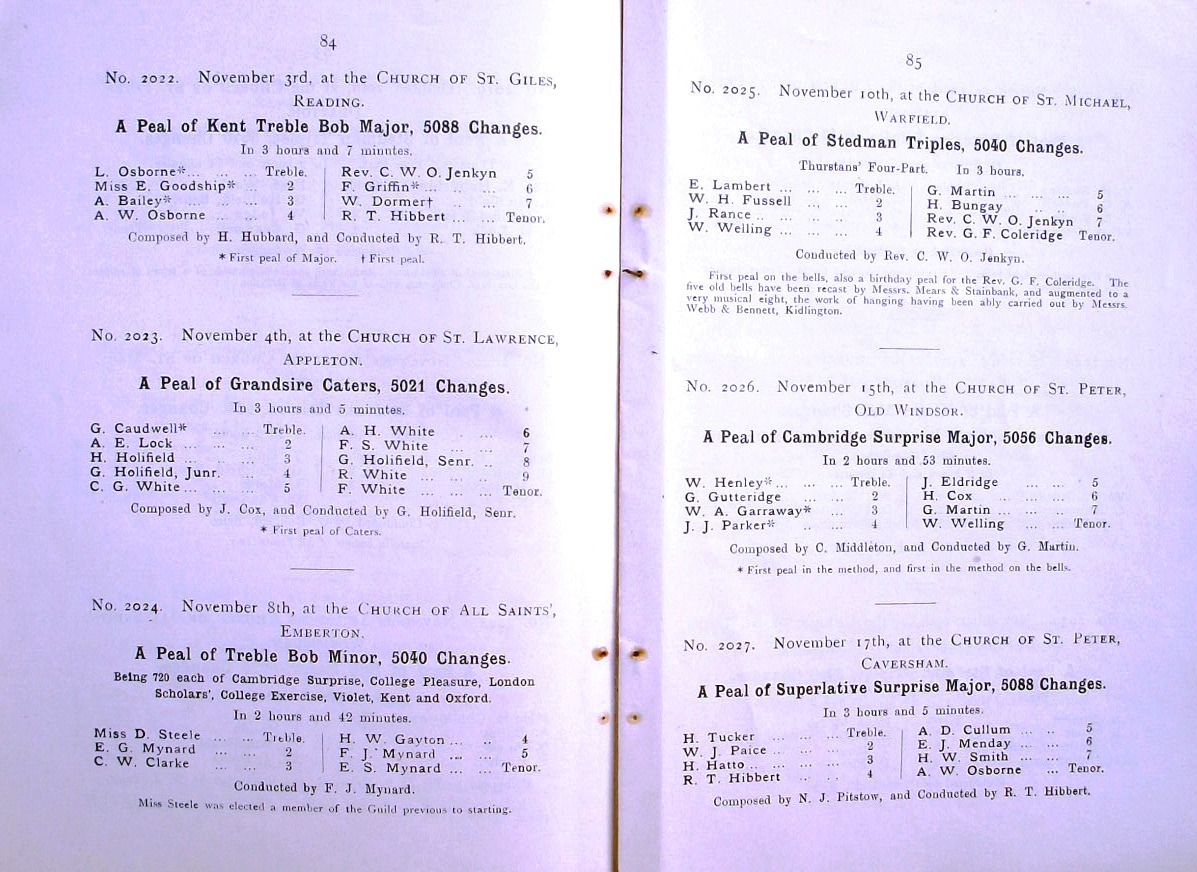 84
No. 2022. November 3rd, at the Church of St. Giles,
Reading.
A Peal of Kent Treble Bob Major, 5088 Changes.
In 3 hours and 7 minutes.
L. Osborne* ... ... ... Treble. Rev. C. W. O. Jenkyn 5
Miss E. Goodship* ... 2 F. Griffin* ... ... ... 6
A. Bailey* ... ... ... 3 W. Dormer† ... ... 7
A. W. Osborne ... ... 4 R. T. Hibbert ... ... Tenor.
Composed by H. Hubbard, and Conducted by R. T. Hibbert.
* First peal of Major. † First peal.
No. 2023. November 4th, at the Church of St. Lawrence,
Appleton.
A Peal of Grandsire Caters, 5021 Changes.
In 3 hours and 5 minutes.
G. Caudwell* ... ... Treble. A. H. White ... 6
A. E. Lock ... ... ... 2 F. S. White ... ... 7
H. Holifield ... ... ... 3 G. Holifield, Senr. .. 8
G. Holifield, Junr. ... 4 R. White ... ... ... 9
C. G. White ... ... ... 5 F. White ... ... ... Tenor.
Composed by J. Cox, and Conducted by G. Holifield, Senr.
* First peal of Caters.
No. 2024. November 8th, at the Church of All Saints',
Emberton.
A Peal of Treble Bob Minor, 5040 Changes.
Being 720 each of Cambridge Surprise, College Pleasure, London
Scholars', College Exercise, Violet, Kent and Oxford.
In 2 hours and 42 minutes.
Miss D. Steele ... ... Treble. H. W. Gayton ... .. 4
E. G. Mynard ... ... 2 F. J. Mynard ... ... 5
C. W. Clarke ... ... 3 E. S. Mynard ... ... Tenor.
Conducted by F. J. Mynard.
Miss Steele was elected a member of the Guild previous to starting.
85
No. 2025. November 10th, at the Church of St. Michael,
Warfield.
A Peal of Stedman Triples, 5040 Changes.
Thurstans' Four-Part. In 3 hours.
E. Lambert ... ... ... Treble. G. Martin ... ... ... 5
W. H. Fussell ... ... 2 H. Bungay ... ... 6
J. Rance .. ... ... ... 3 Rev. C. W. O. Jenkyn 7
W. Welling ... ... ... 4 Rev. G. F. Coleridge Tenor.
Conducted by Rev. C. W. O. Jenkyn.
First peal on the bells, also a birthday peal for the Rev. G. F. Coleridge. The
five old bells have been recast by Messrs. Mears & Stainbank, and augmented to a
very musical eight, the work of hanging having been ably carried out by Messrs.
Webb & Bennett, Kidlington.
No. 2026. November 15th, at the Church of St. Peter,
Old Windsor.
A Peal of Cambridge Surprise Major, 5056 Changes.
In 2 hours and 53 minutes.
W. Henley* ... ... ... Treble. J. Eldridge ... ... 5
G. Gutteridge ... ... 2 H. Cox ... ... ... 6
W. A. Garraway* ... 3 G. Martin ... ... .. 7
J. J. Parker* .. ... 4 W. Welling ... ... Tenor.
Composed by C. Middleton, and Conducted by G. Martin.
* First peal in the method, and first in the method on the bells.
No. 2027. November 17th, at the Church of St. Peter,
Caversham.
A Peal of Superlative Surprise Major, 5088 Changes.
In 3 hours and 5 minutes.
H. Tucker ... ... ... Treble. A. D. Cullum ... .. 5
W. J. Paice ... ... ... 2 E. J. Menday ... ... 6
H. Hatto .. ... ... ... 3 H. W. Smith ... ... 7
R. T. Hibbert ... ... 4 A. W. Osborne ... Tenor.
Composed by N. J. Pitstow, and Conducted by R. T. Hibbert.